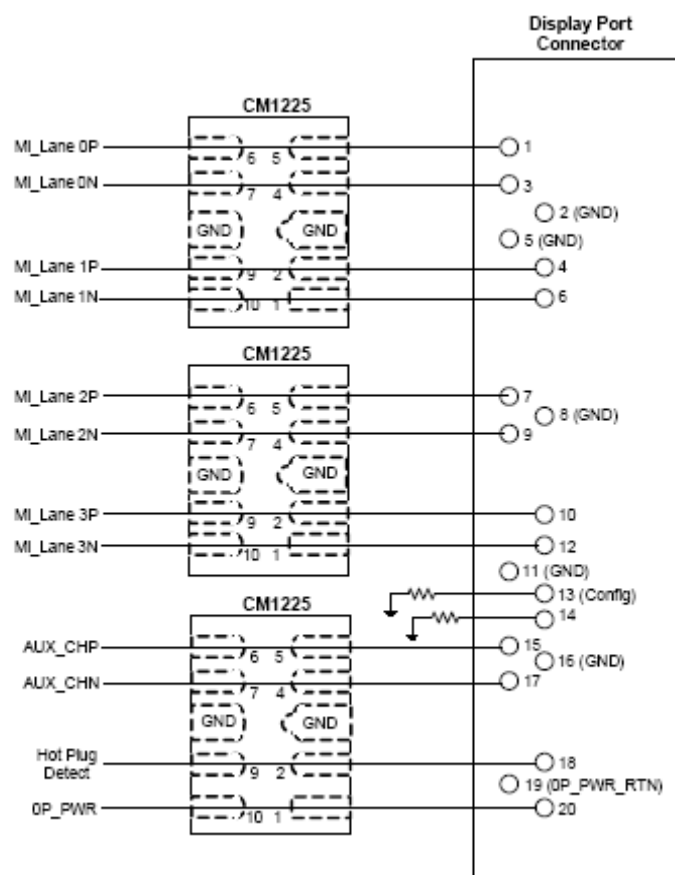 Display Port
Connector
CM1225
MI_Lane 0P
6 5
1
MI_Lane 0N
7 4
3
2 (GND)
GND
GND
5 (GND)
MI_Lane 1P
9 2
4
MI_Lane 1N
10 1
6
CM1225
MI_Lane 2P
6 5
7
8 (GND)
MI_Lane 2N
7 4
9
GND
GND
MI_Lane 3P
9 2
10
MI_Lane 3N
10 1
12
11 (GND)
13 (Config)
CM1225
14
AUX_CHP
6 5
15
16 (GND)
AUX_CHN
7 4
17
GND
GND
Hot Plug
Detect
9 2
18
19 (0P_PWR_RTN)
0P_PWR
10 1
20